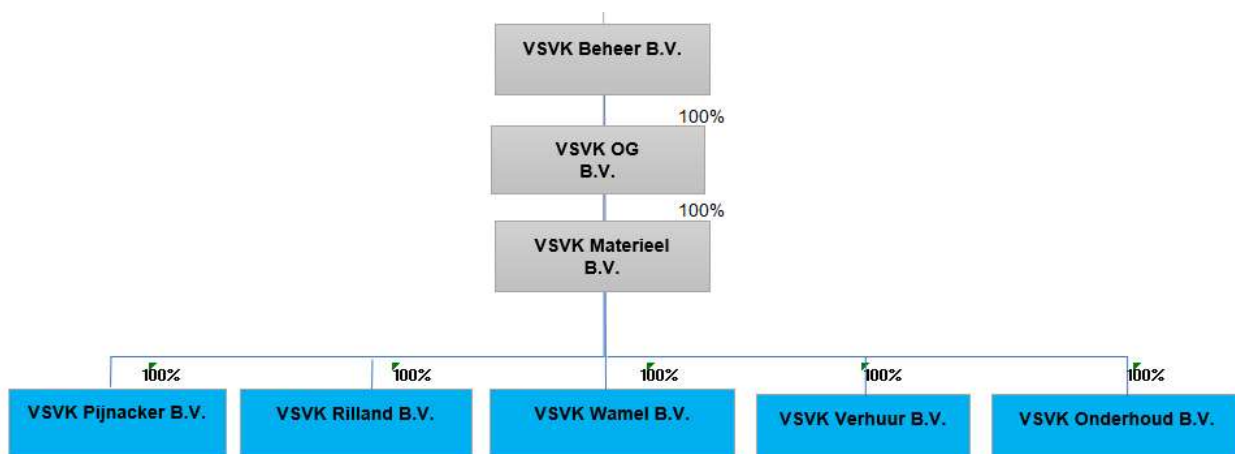 VSVK Beheer B.V.
100%
VSVK OG
B.V.
100%
VSVK Materieel
B.V.
100%
100%
100%
100%
100%
VSVK Pijnacker B.V.
VSVK Rilland B.V.
VSVK Wamel B.V.
VSVK Verhuur B.V.
VSVK Onderhoud B.V.